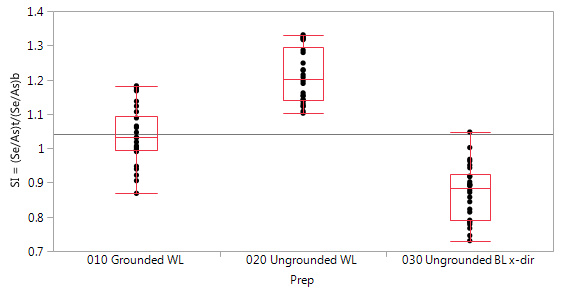 1.4
1.3
1.2
1.1
1
0.9
0.8
0.7
SI = (Se/As)t/(Se/As)b
010 Grounded WL
020 Ungrounded WL
030 Ungrounded BL x-dir
Prep